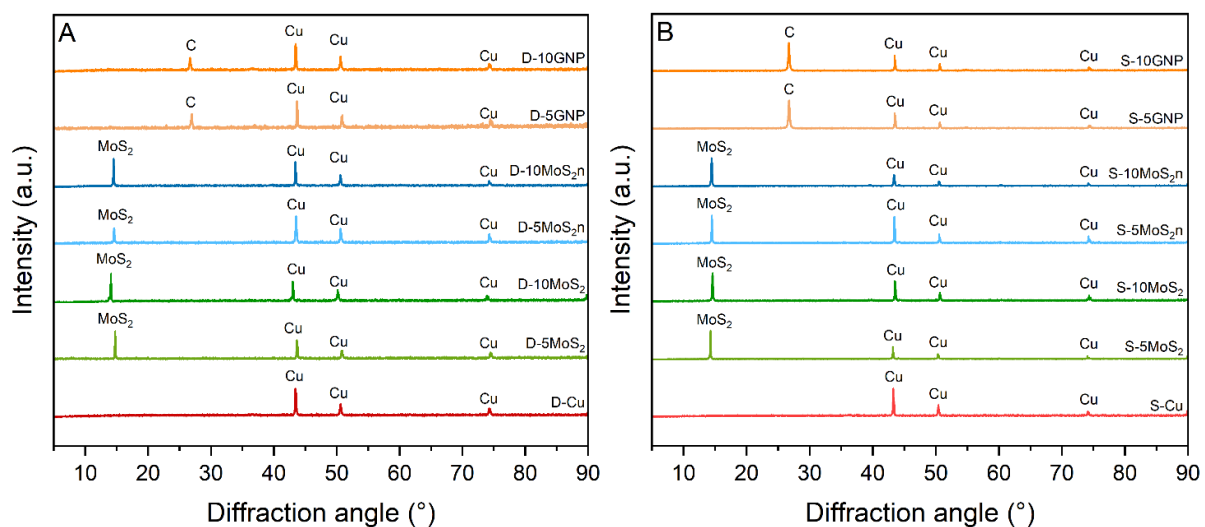 A
C Cu Cu Cu
D-10GNP
C Cu Cu Cu
D-5GNP
MoS₂ Cu Cu Cu
D-10MoS₂n
MoS₂ Cu Cu Cu
D-5MoS₂n
MoS₂ Cu Cu Cu
D-10MoS₂
MoS₂ Cu Cu Cu
D-5MoS₂
Cu Cu Cu
D-Cu
Intensity (a.u.)
10 20 30 40 50 60 70 80 90
Diffraction angle (°)
B
C Cu Cu Cu
S-10GNP
C Cu Cu Cu
S-5GNP
MoS₂ Cu Cu Cu
S-10MoS₂n
MoS₂ Cu Cu Cu
S-5MoS₂n
MoS₂ Cu Cu Cu
S-10MoS₂
MoS₂ Cu Cu Cu
S-5MoS₂
Cu Cu Cu
S-Cu
Intensity (a.u.)
10 20 30 40 50 60 70 80 90
Diffraction angle (°)